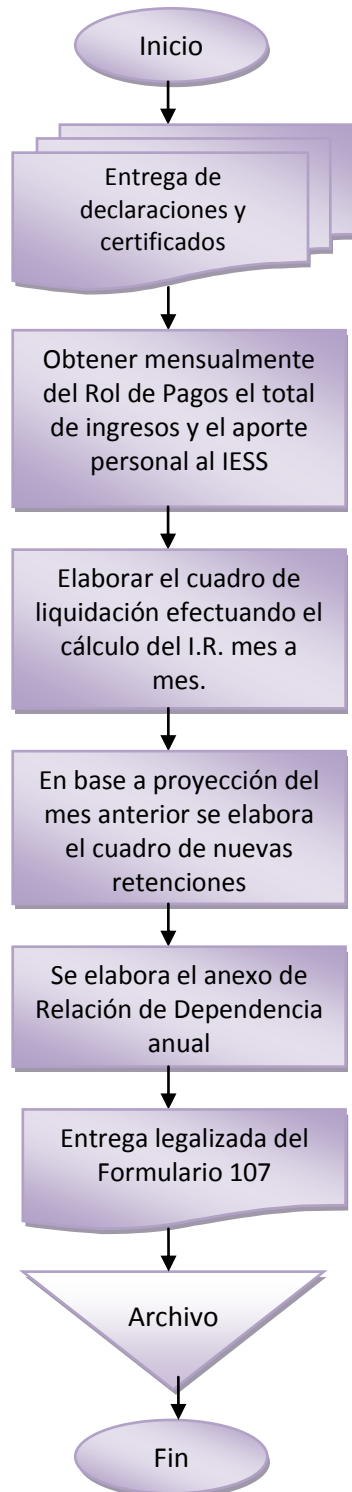 Inicio
Entrega de
declaraciones y
certificados
Obtener mensualmente
del Rol de Pagos el total
de ingresos y el aporte
personal al IESS
Elaborar el cuadro de
liquidación efectuando el
cálculo del I.R. mes a
mes.
En base a proyección del
mes anterior se elabora
el cuadro de nuevas
retenciones
Se elabora el anexo de
Relación de Dependencia
anual
Entrega legalizada del
Formulario 107
Archivo
Fin